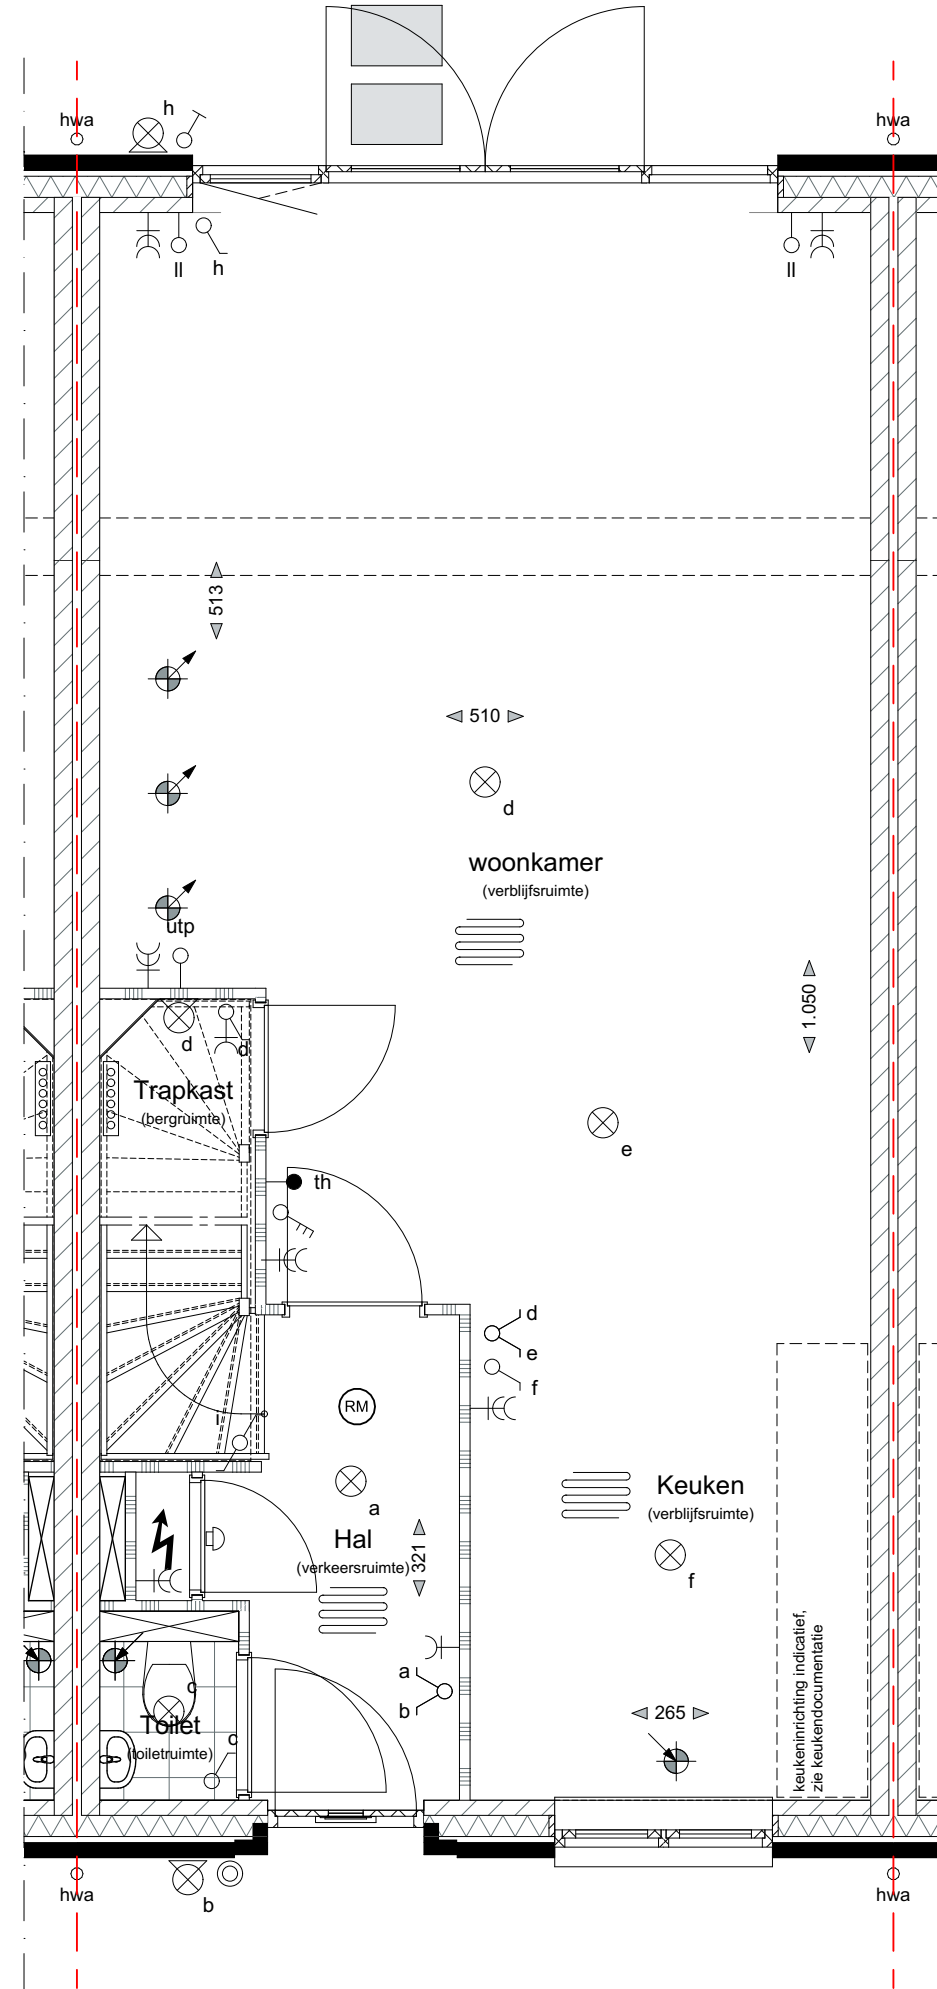 h
hwa
hwa
ll
h
ll
513
510
d
woonkamer
(verblijfsruimte)
utp
1.050
d
d
Trapkast
(bergruimte)
e
th
d
e
f
RM
a
Keuken
(verblijfsruimte)
Hal
(verkeersruimte)
321
f
keukeninrichting indicatief,
zie keukendocumentatie
a
b
c
Toilet
(toiletruimte)
c
265
hwa
b
hwa